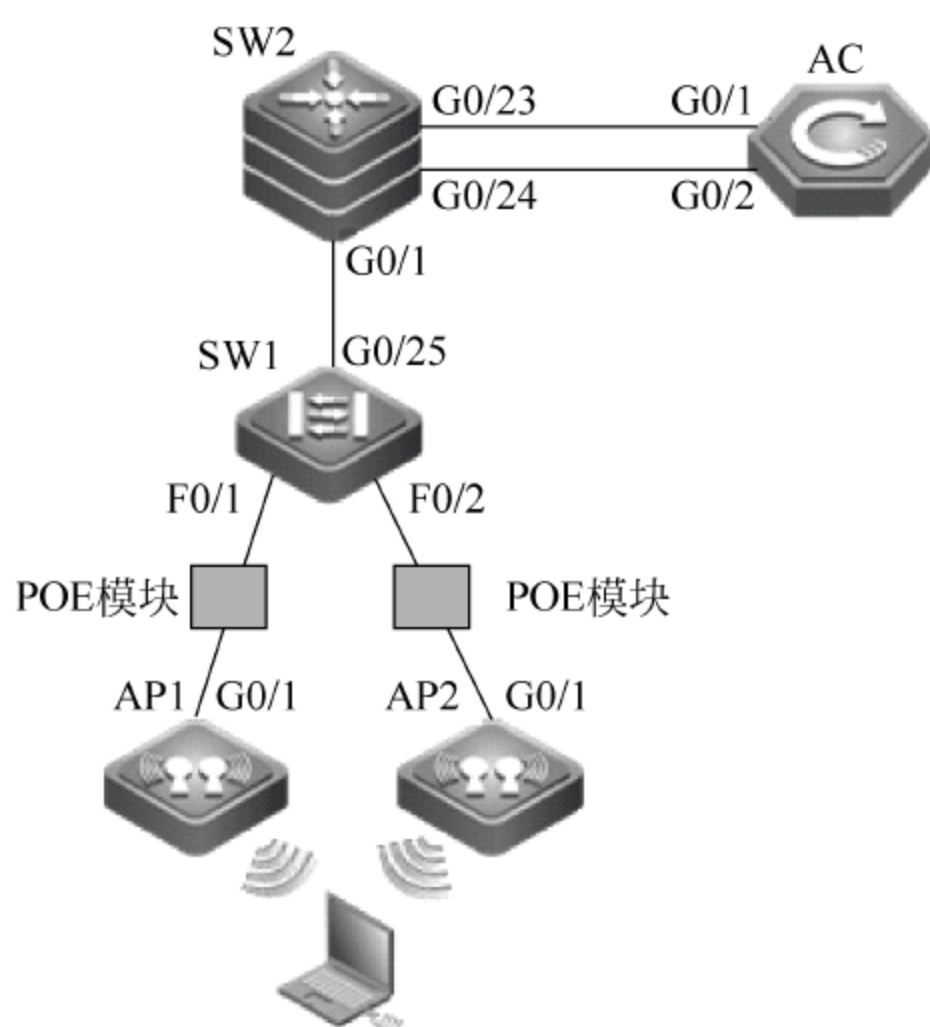 SW2
AC
G0/23 G0/1
G0/24 G0/2
G0/1
SW1 G0/25
F0/1 F0/2
POE模块 POE模块
AP1 G0/1 AP2 G0/1